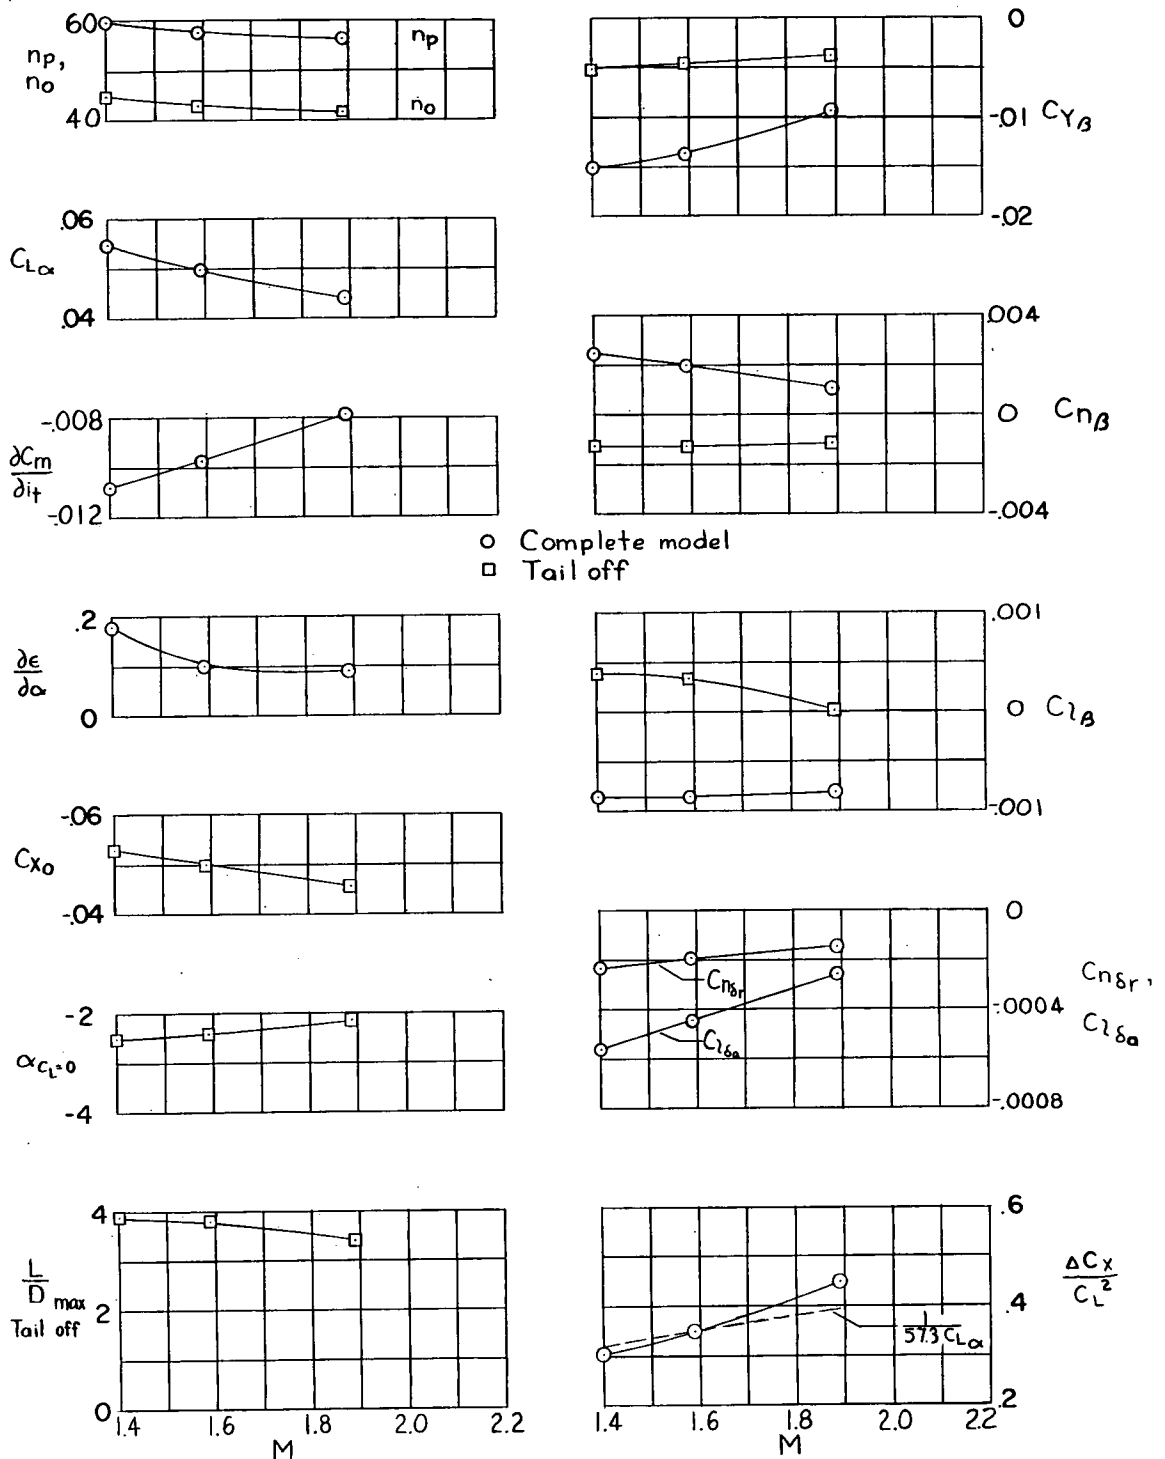 60
np,
no
40
np
no
0
-.01 CYβ
-.02
.06
CLα
.04
.004
0 Cnβ
-.004
-.008
∂Cm
∂it
-.012
○ Complete model
□ Tail off
.2
∂ϵ
∂α
0
.001
0 Clβ
-.001
-.06
Cx0
-.04
0
Cnδr
Cnδr,
-.0004
Clδa
Clδa
-.0008
-2
αCL=0
-4
4
L
D max
2
Tail off
0
1.4 1.6 1.8 2.0 2.2
M
.6
ΔCx
CL²
.4
1
57.3 CLα
.2
1.4 1.6 1.8 2.0 2.2
M